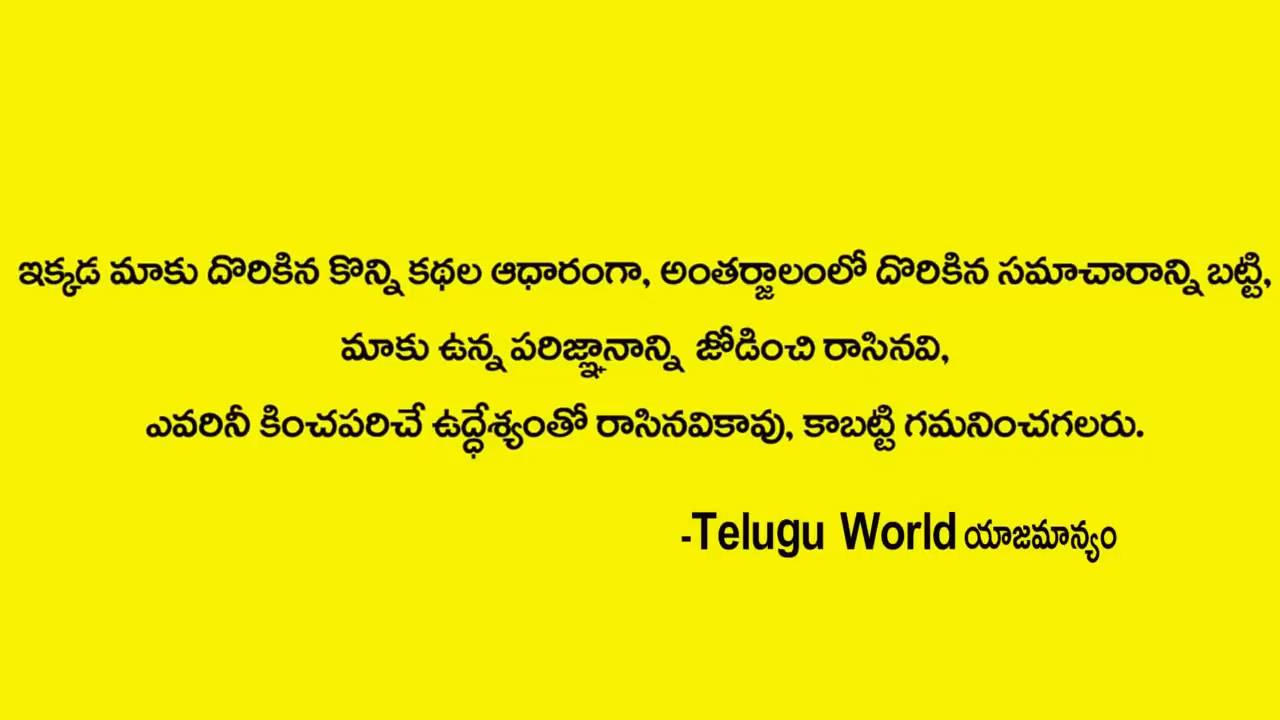 ఇక్కడ మాకు దొరికిన కొన్ని కథల ఆధారంగా, అంతర్జాలంలో దొరికిన సమాచారాన్ని బట్టి,
మాకు ఉన్న పరిజ్ఞానాన్ని జోడించి రాసినవి,
ఎవరినీ కించపరిచే ఉద్ధేశ్యంతో రాసినవికావు, కాబట్టి గమనించగలరు.
-Telugu World యాజమాన్యం